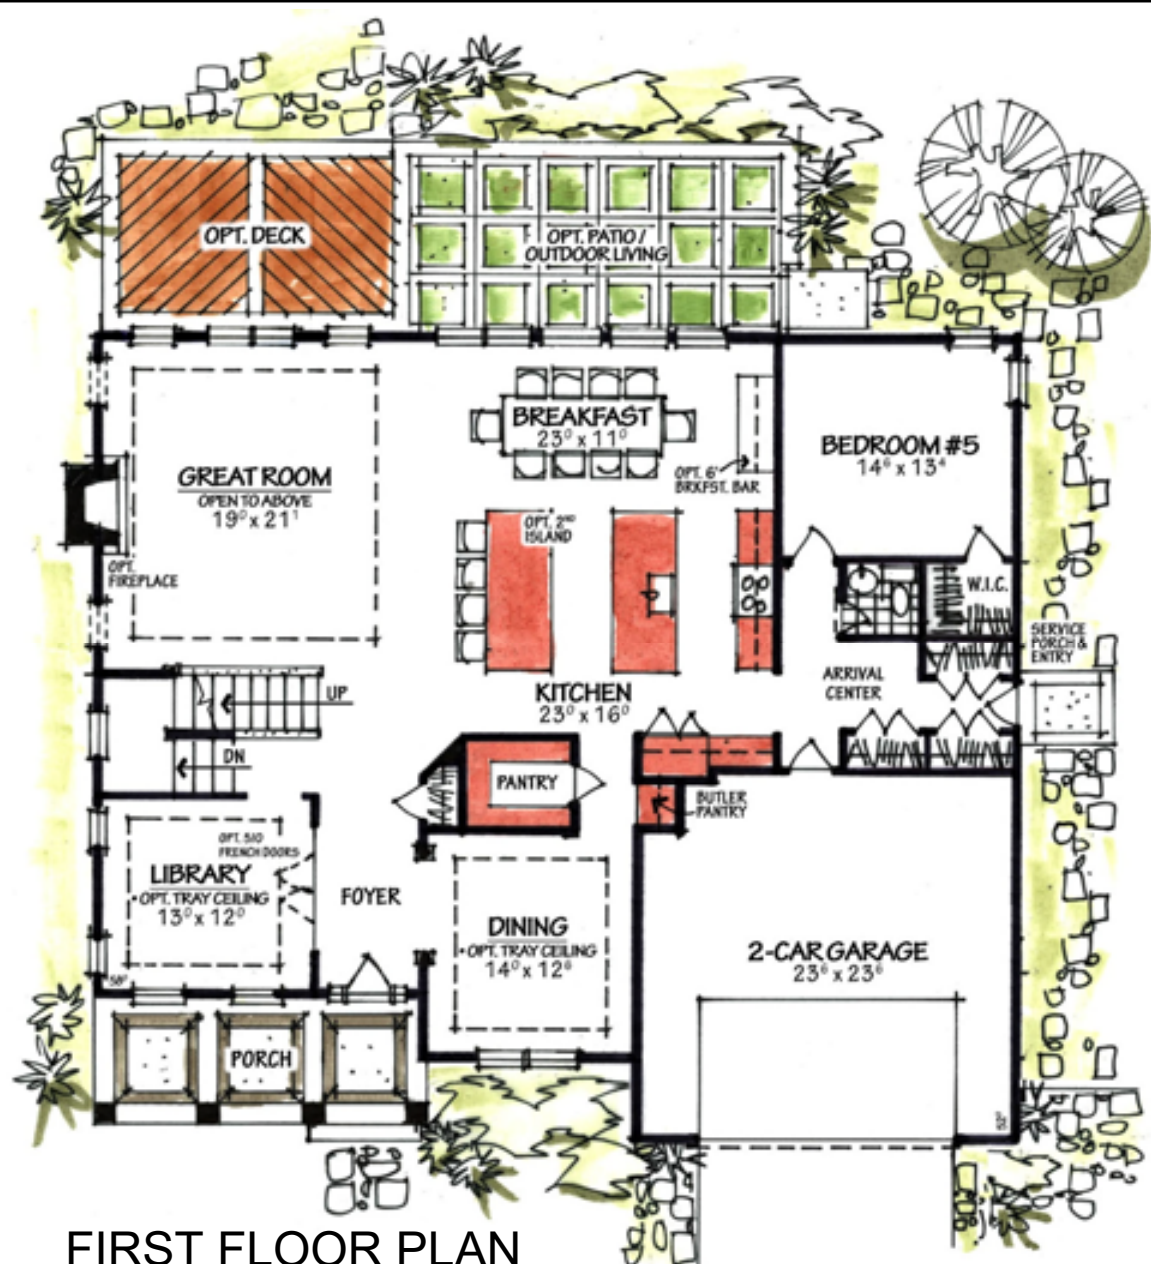 OPT. DECK
OPT. PATIO /
OUTDOOR LIVING
BREAKFAST
23⁰ x 11⁰
BEDROOM #5
14⁶ x 13⁴
GREAT ROOM
OPEN TO ABOVE
19⁰ x 21¹
OPT. 6'
BRKFST. BAR
OPT. 2ND
ISLAND
OPT.
FIREPLACE
W.I.C.
SERVICE
PORCH &
ENTRY
ARRIVAL
CENTER
UP
KITCHEN
23⁰ x 16⁰
DN
PANTRY
BUTLER
PANTRY
OPT. 510
FRENCH DOORS
LIBRARY
• OPT. TRAY CEILING
13⁰ x 12⁰
FOYER
DINING
• OPT. TRAY CEILING
14⁰ x 12⁶
2-CAR GARAGE
23⁶ x 23⁶
58⁰
PORCH
52⁰
FIRST FLOOR PLAN